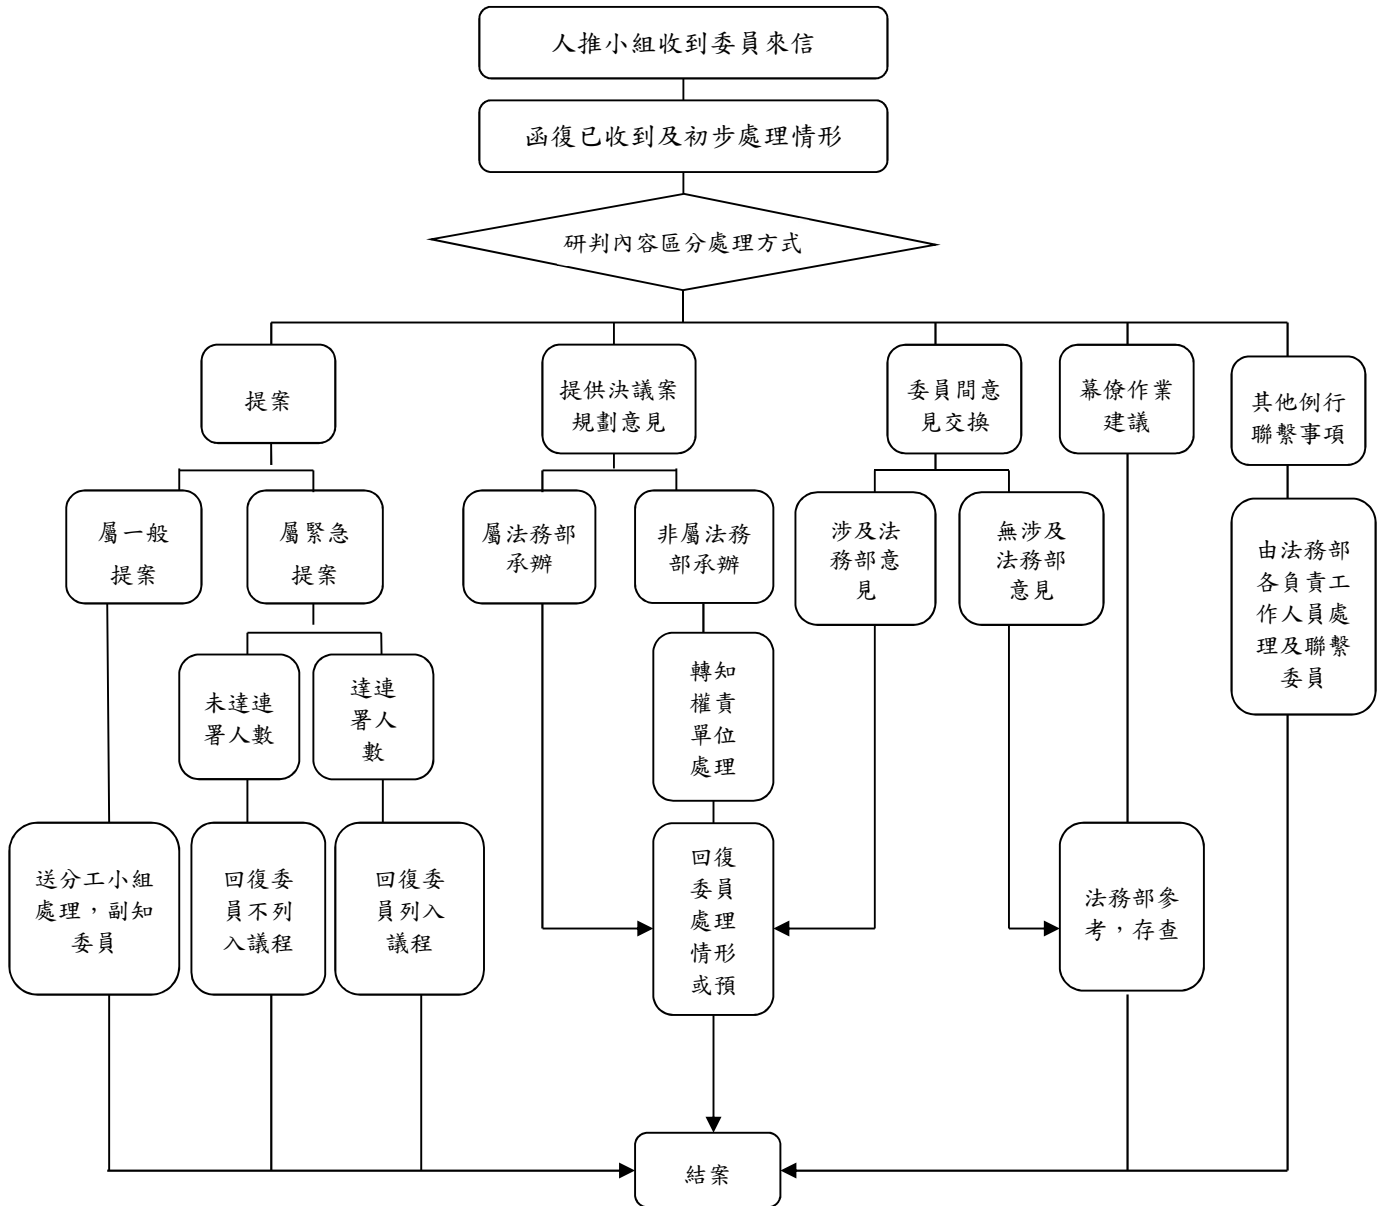 人推小組收到委員來信
函復已收到及初步處理情形
研判內容區分處理方式
提案
提供決議案
規劃意見
委員間意
見交換
幕僚作業
建議
其他例行
聯繫事項
屬一般
提案
屬緊急
提案
屬法務部
承辦
非屬法務
部承辦
涉及法
務部意
見
無涉及
法務部
意見
由法務部
各負責工
作人員處
理及聯繫
委員
未達連
署人數
達連
署人
數
轉知
權責
單位
處理
送分工小組
處理，副知
委員
回復委
員不列
入議程
回復委
員列入
議程
回復
委員
處理
情形
或預
法務部參
考，存查
結案